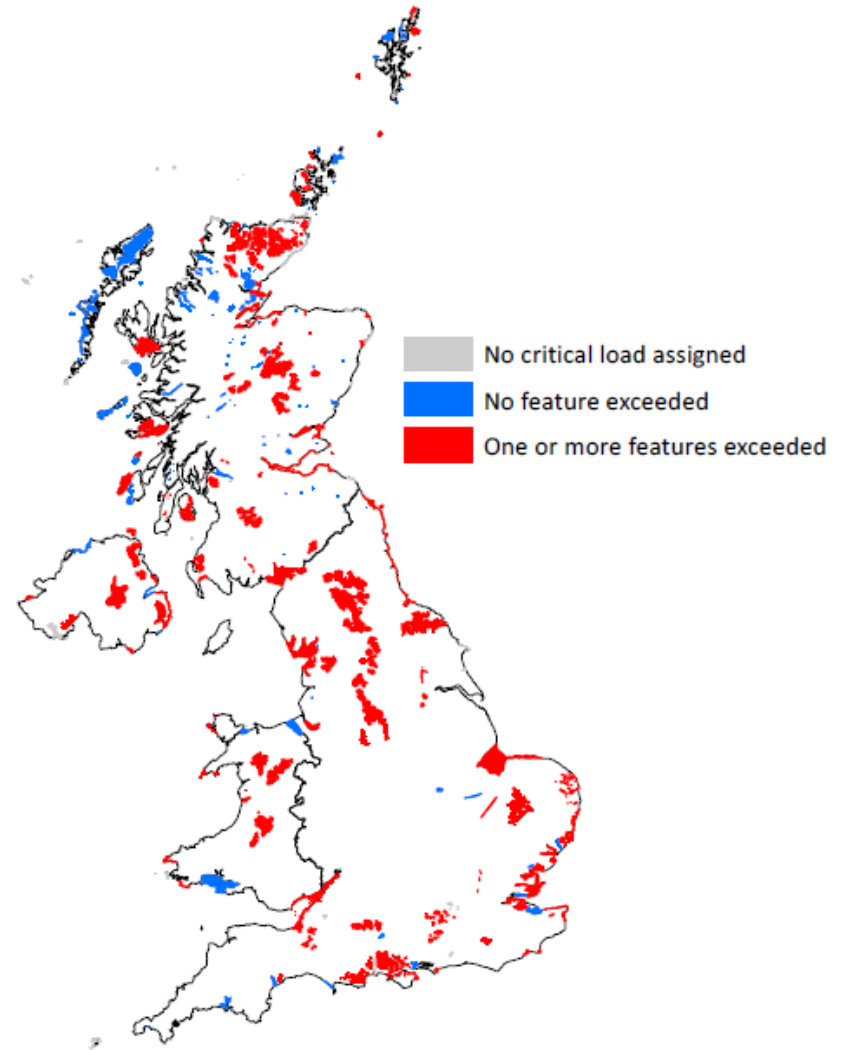 No critical load assigned
No feature exceeded
One or more features exceeded